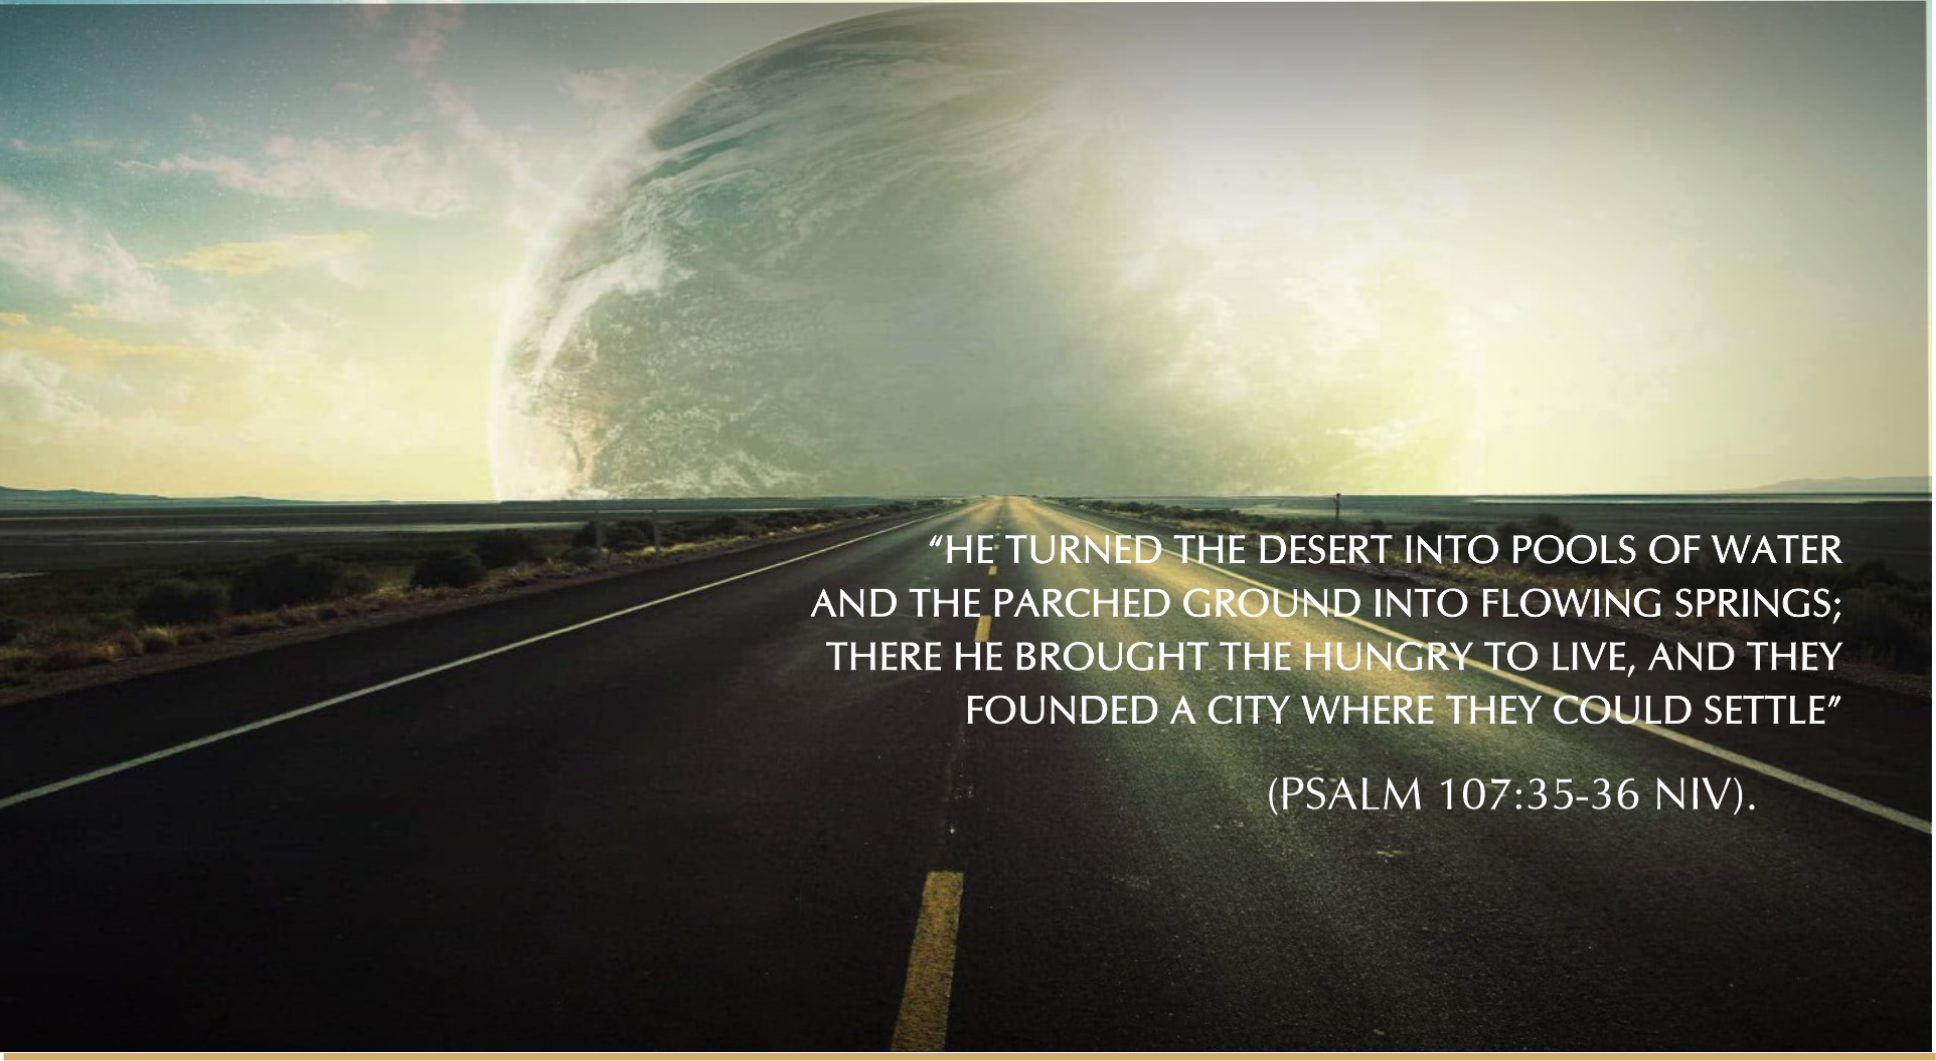 “HE TURNED THE DESERT INTO POOLS OF WATER
AND THE PARCHED GROUND INTO FLOWING SPRINGS;
THERE HE BROUGHT THE HUNGRY TO LIVE, AND THEY
FOUNDED A CITY WHERE THEY COULD SETTLE”
(PSALM 107:35-36 NIV).